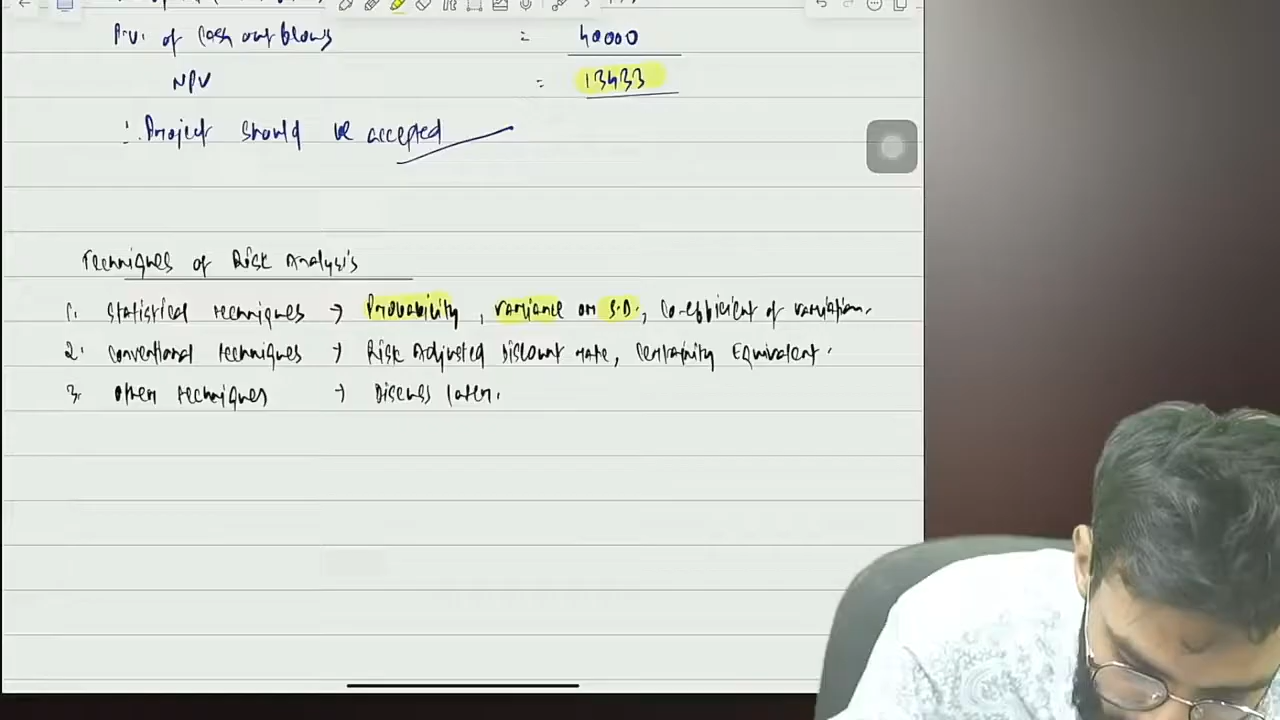 P.V. of Cash outflows : 40000
NPV : 13433
∴ Project should be accepted
Techniques of Risk Analysis
1. Statistical techniques → Probability, variance or S.D., Co-efficient of variation.
2. Conventional techniques → Risk Adjusted Discount rate, Certainity Equivalent.
3. Other techniques → Discuss later.